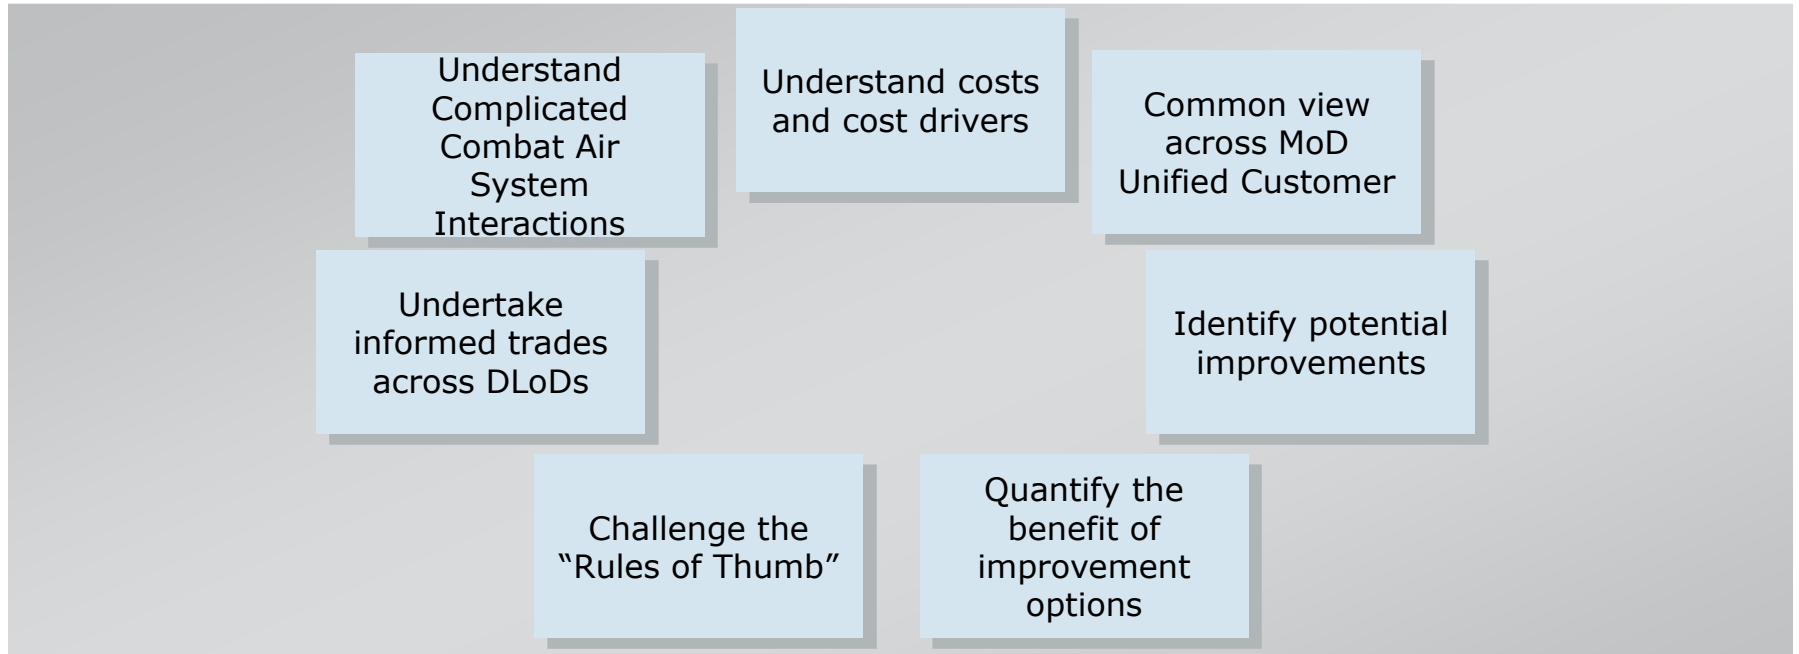 Understand
Complicated
Combat Air
System
Interactions
Understand costs
and cost drivers
Common view
across MoD
Unified Customer
Undertake
informed trades
across DLoDs
Identify potential
improvements
Challenge the
“Rules of Thumb”
Quantify the
benefit of
improvement
options